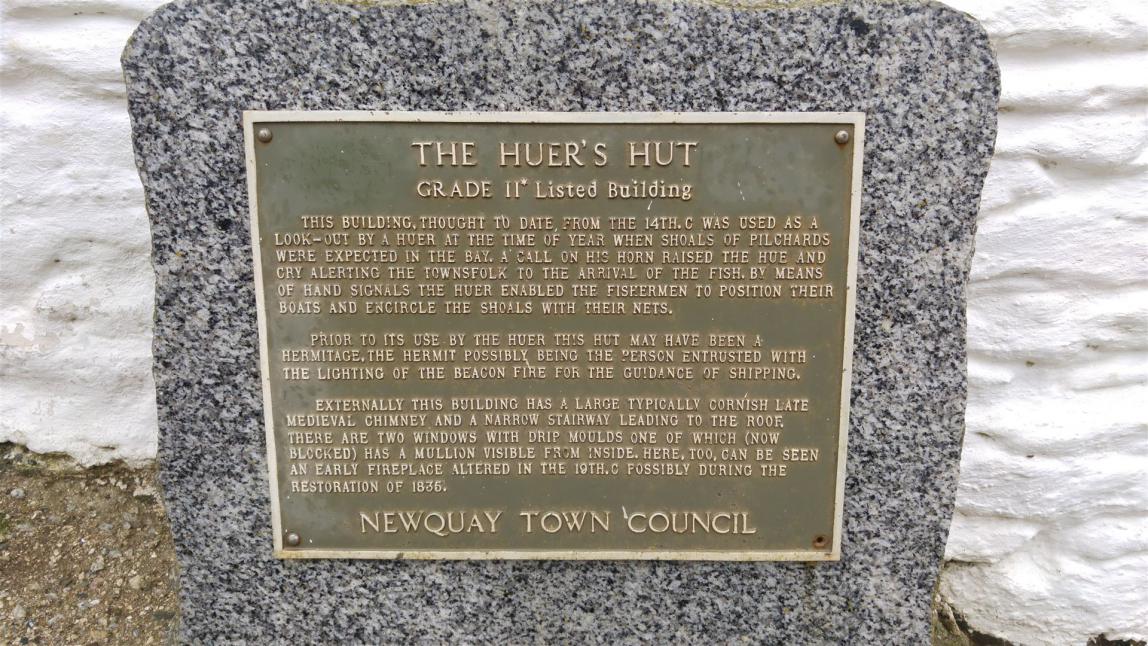 THE HUER'S HUT
GRADE II* Listed Building
THIS BUILDING, THOUGHT TO DATE FROM THE 14TH. C WAS USED AS A
LOOK-OUT BY A HUER AT THE TIME OF YEAR WHEN SHOALS OF PILCHARDS
WERE EXPECTED IN THE BAY. A CALL ON HIS HORN RAISED THE HUE AND
CRY ALERTING THE TOWNSFOLK TO THE ARRIVAL OF THE FISH. BY MEANS
OF HAND SIGNALS THE HUER ENABLED THE FISHERMEN TO POSITION THEIR
BOATS AND ENCIRCLE THE SHOALS WITH THEIR NETS.
PRIOR TO ITS USE BY THE HUER THIS HUT MAY HAVE BEEN A
HERMITAGE, THE HERMIT POSSIBLY BEING THE PERSON ENTRUSTED WITH
THE LIGHTING OF THE BEACON FIRE FOR THE GUIDANCE OF SHIPPING.
EXTERNALLY THIS BUILDING HAS A LARGE TYPICALLY CORNISH LATE
MEDIEVAL CHIMNEY AND A NARROW STAIRWAY LEADING TO THE ROOF.
THERE ARE TWO WINDOWS WITH DRIP MOULDS ONE OF WHICH (NOW
BLOCKED) HAS A MULLION VISIBLE FROM INSIDE. HERE, TOO, CAN BE SEEN
AN EARLY FIREPLACE ALTERED IN THE 19TH. C POSSIBLY DURING THE
RESTORATION OF 1836.
NEWQUAY TOWN COUNCIL